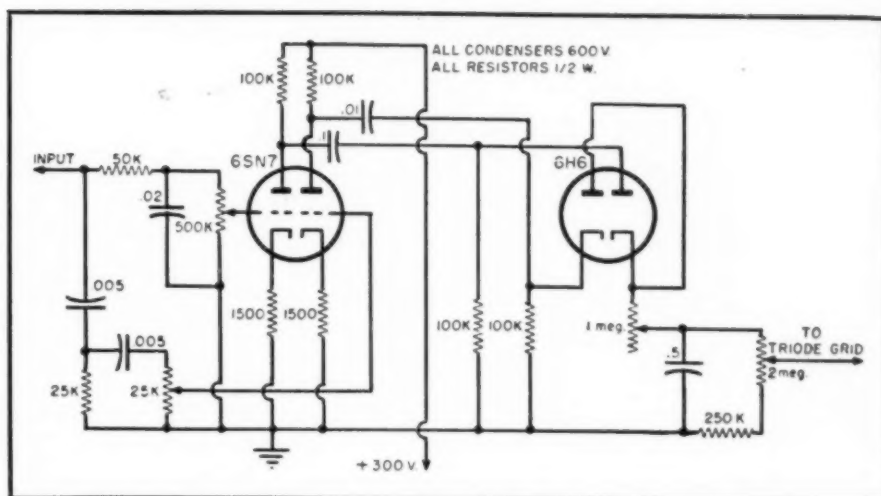 ALL CONDENSERS 600 V.
ALL RESISTORS 1/2 W.
100K
100K
.01
.1
INPUT
50K
6SN7
6H6
.02
500K
.005
1500
1500
100K
100K
1 meg.
TO
TRIODE GRID
.005
.5
2 meg.
25K
25K
250 K
+ 300 V.